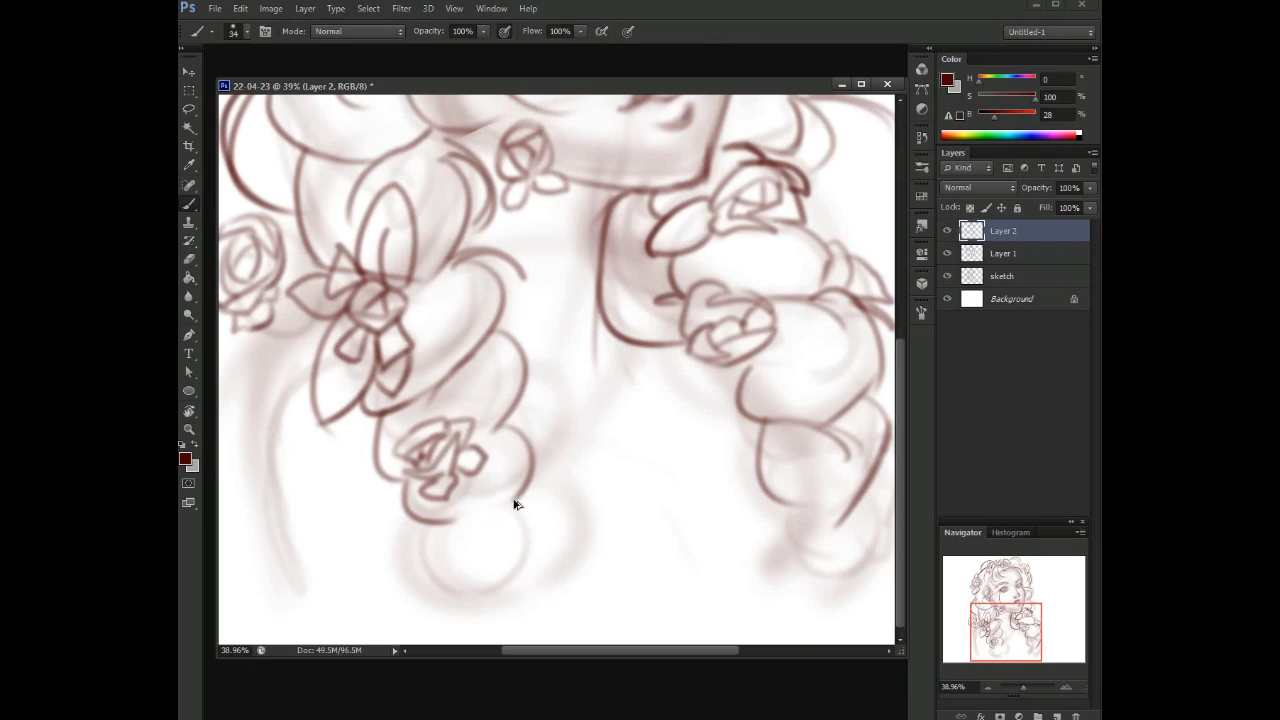 Ps File Edit Image Layer Type Select Filter 3D View Window Help
34 Mode: Normal Opacity: 100% Flow: 100% Untitled-1
22-04-23 @ 39% (Layer 2, RGB/8) *
Color
H 0 °
S 100 %
B 28 %
Layers
Kind
Normal Opacity: 100%
Lock: Fill: 100%
Layer 2
Layer 1
sketch
Background
T
Navigator Histogram
38.96%
38.96% Doc: 49.5M/96.5M
fx